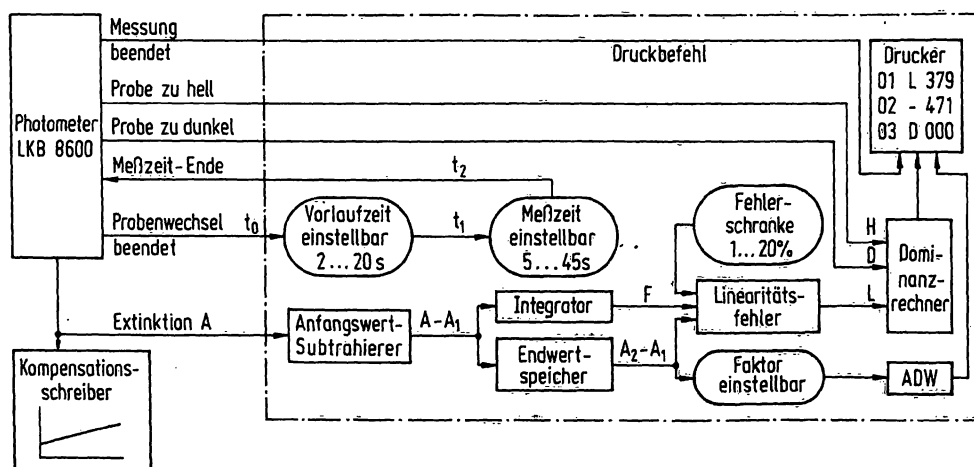 Photometer
LKB 8600
Messung
beendet
Druckbefehl
Probe zu hell
Probe zu dunkel
Meßzeit-Ende
t2
Probenwechsel
beendet
t0
Vorlaufzeit
einstellbar
2...20s
t1
Meßzeit
einstellbar
5...45s
Fehler-
schranke
1...20%
Drucker
01 L 379
02 - 471
03 D 000
H
D
L
Domi-
nanz-
rechner
Extinktion A
Anfangswert-
Subtrahierer
A-A1
Integrator
F
Linearitäts-
fehler
Endwert-
speicher
A2-A1
Faktor
einstellbar
ADW
Kompensations-
schreiber